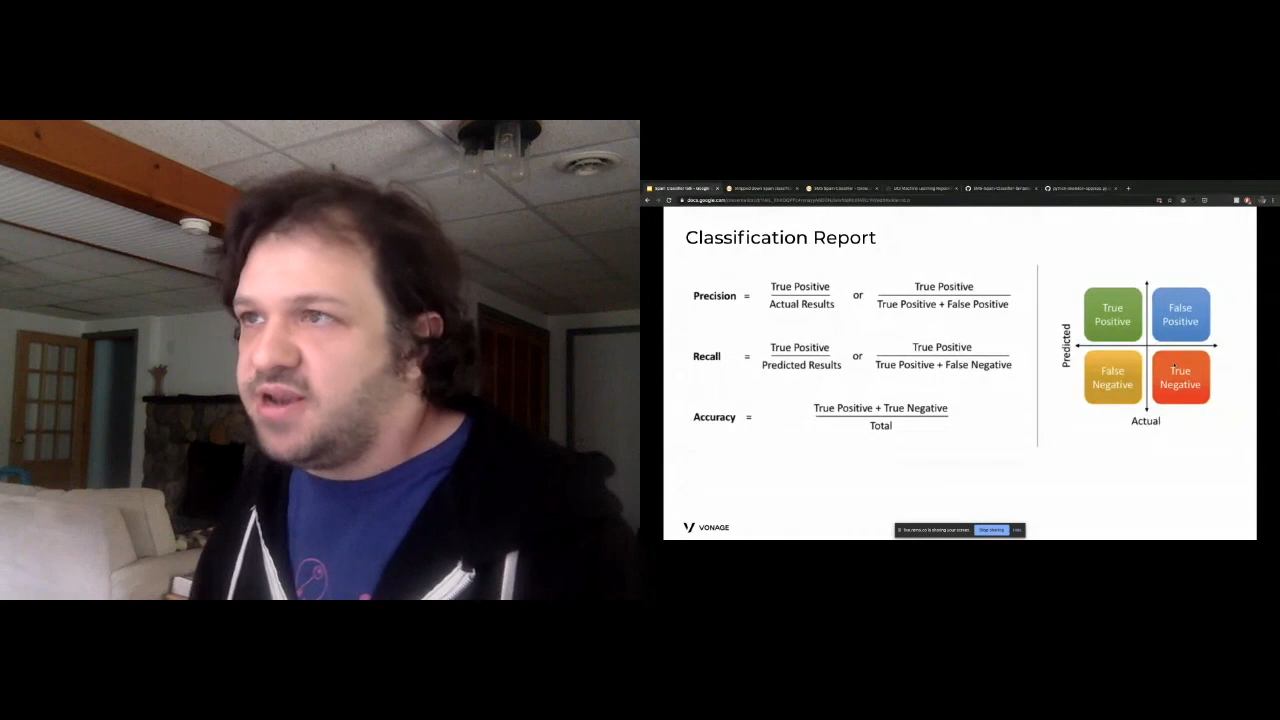 Classification Report
Precision = True Positive / Actual Results or True Positive / True Positive + False Positive
Recall = True Positive / Predicted Results or True Positive / True Positive + False Negative
Accuracy = True Positive + True Negative / Total
Predicted
True Positive
False Positive
False Negative
True Negative
Actual
VONAGE
Stop sharing